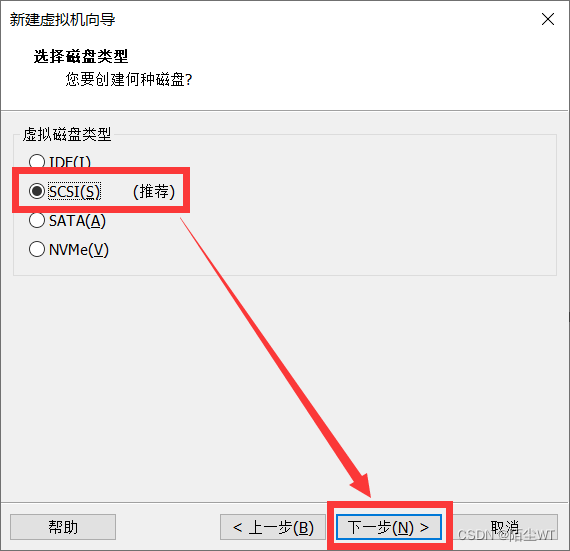 新建虚拟机向导
选择磁盘类型
您要创建何种磁盘?
虚拟磁盘类型
IDE(I)
SCSI(S) (推荐)
SATA(A)
NVMe(V)
帮助 < 上一步(B) 下一步(N) > 取消
CSDN @陌尘WT